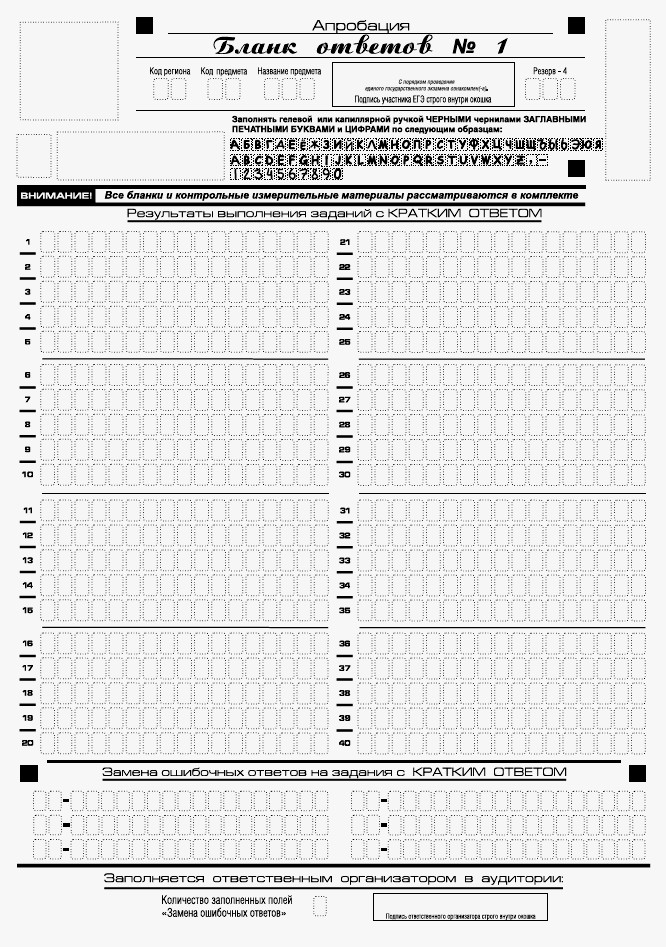 Апробация
Бланк ответов № 1
Код региона Код предмета Название предмета Резерв - 4
С порядком проведения
единого государственного экзамена ознакомлен(-а).
Подпись участника ЕГЭ строго внутри окошка
Заполнять гелевой или капиллярной ручкой ЧЕРНЫМИ чернилами ЗАГЛАВНЫМИ
ПЕЧАТНЫМИ БУКВАМИ и ЦИФРАМИ по следующим образцам:
АБВГДЕЁЖЗИЙКЛМНОПРСТУФХЦЧШЩЪЫЬЭЮЯ
ABCDEFGHIJKLMNOPQRSTUVWXYZ,-
1234567890
ВНИМАНИЕ! Все бланки и контрольные измерительные материалы рассматриваются в комплекте
Результаты выполнения заданий с КРАТКИМ ОТВЕТОМ
1 21
2 22
3 23
4 24
5 25
6 26
7 27
8 28
9 29
10 30
11 31
12 32
13 33
14 34
15 35
16 36
17 37
18 38
19 39
20 40
Замена ошибочных ответов на задания с КРАТКИМ ОТВЕТОМ
- -
- -
- -
Заполняется ответственным организатором в аудитории:
Количество заполненных полей
«Замена ошибочных ответов»
Подпись ответственного организатора строго внутри окошка